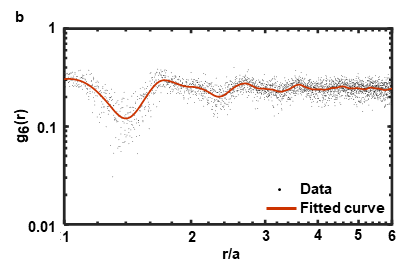 b
1
0.1
0.01
g6(r)
Data
Fitted curve
1 2 3 4 5 6
r/a